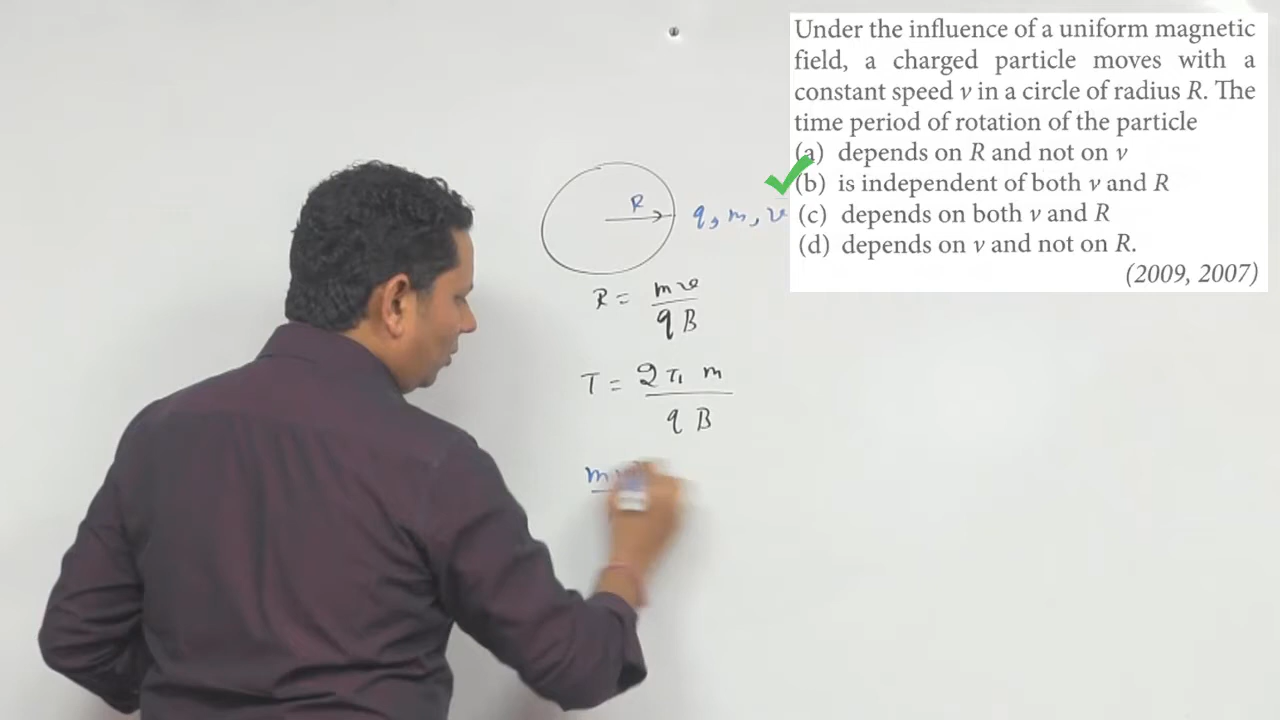 Under the influence of a uniform magnetic
field, a charged particle moves with a
constant speed v in a circle of radius R. The
time period of rotation of the particle
(a) depends on R and not on v
(b) is independent of both v and R
(c) depends on both v and R
(d) depends on v and not on R.
(2009, 2007)
R
q, m, v
R = mv
qB
T = 2π m
q B
m